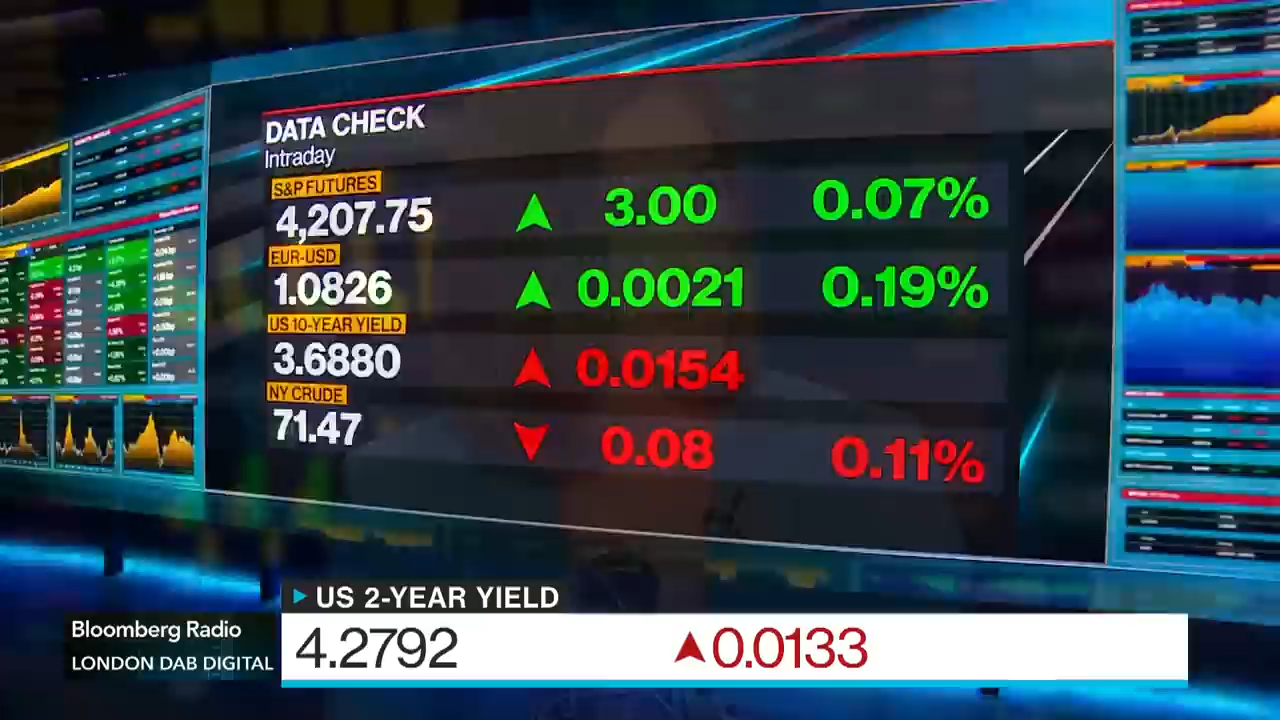 DATA CHECK
Intraday
S&P FUTURES
4,207.75 ▲ 3.00 0.07%
EUR-USD
1.0826 ▲ 0.0021 0.19%
US 10-YEAR YIELD
3.6880 ▲ 0.0154
NY CRUDE
71.47 ▼ 0.08 0.11%
US 2-YEAR YIELD
Bloomberg Radio
LONDON DAB DIGITAL
4.2792 ▲0.0133